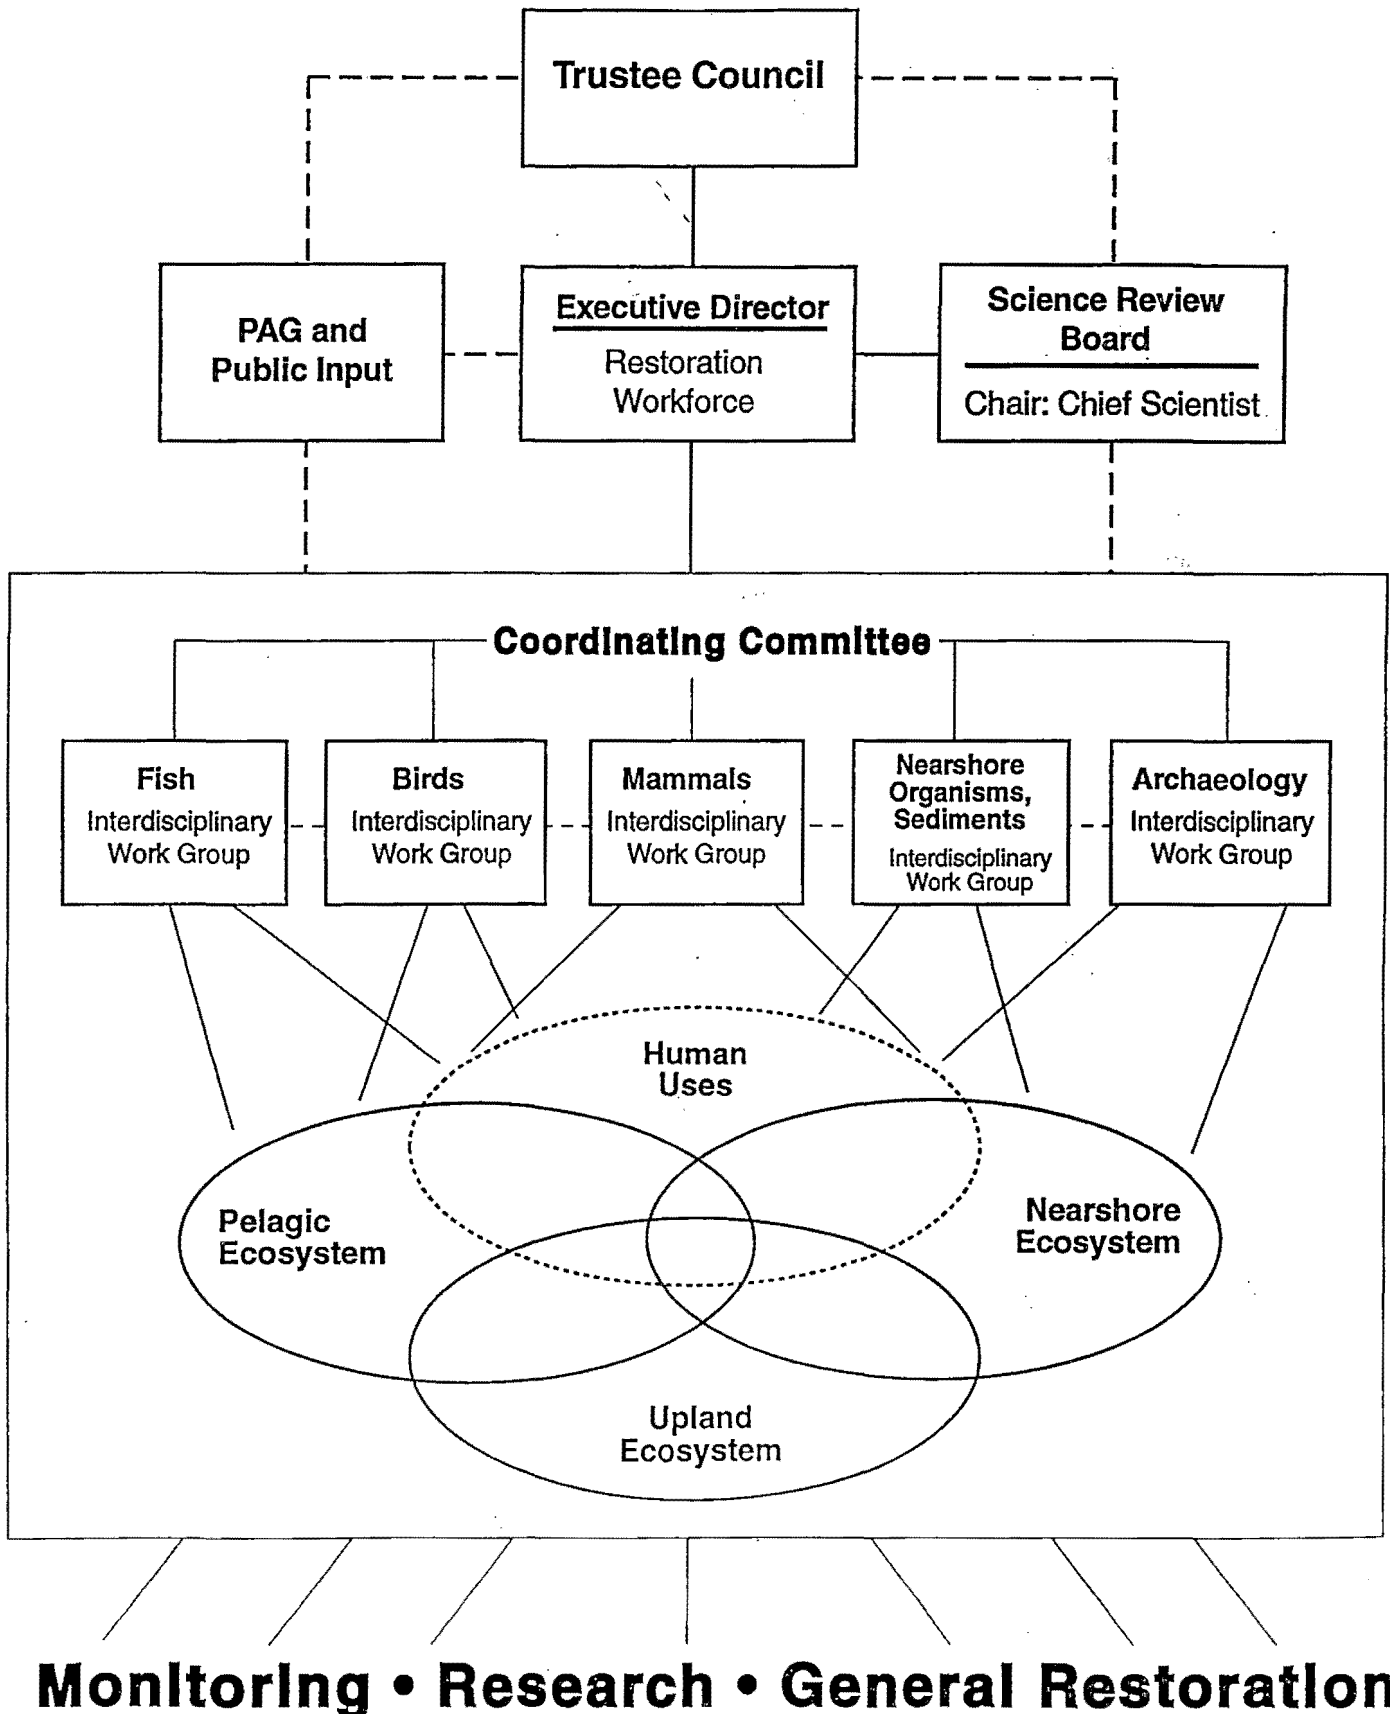 Trustee Council
PAG and
Public Input
Executive Director
Restoration
Workforce
Science Review
Board
Chair: Chief Scientist
Coordinating Committee
Fish
Interdisciplinary
Work Group
Birds
Interdisciplinary
Work Group
Mammals
Interdisciplinary
Work Group
Nearshore
Organisms,
Sediments
Interdisciplinary
Work Group
Archaeology
Interdisciplinary
Work Group
Human
Uses
Pelagic
Ecosystem
Nearshore
Ecosystem
Upland
Ecosystem
Monitoring • Research • General Restoration